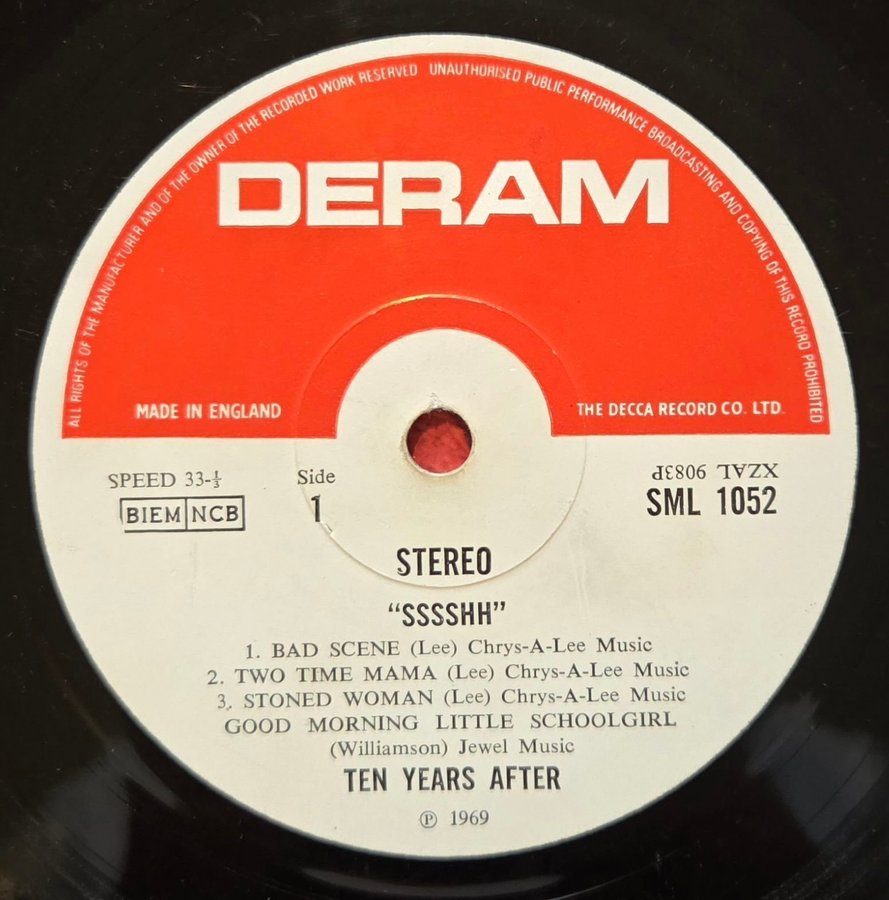 ALL RIGHTS OF THE MANUFACTURER AND OF THE OWNER OF THE RECORDED WORK RESERVED UNAUTHORISED PUBLIC PERFORMANCE BROADCASTING AND COPYING OF THIS RECORD PROHIBITED
DERAM
MADE IN ENGLAND
THE DECCA RECORD CO. LTD.
SPEED 33-⅓
BIEM NCB
Side
1
XZAL 9083P
SML 1052
STEREO
“SSSSHH”
1. BAD SCENE (Lee) Chrys-A-Lee Music
2. TWO TIME MAMA (Lee) Chrys-A-Lee Music
3. STONED WOMAN (Lee) Chrys-A-Lee Music
GOOD MORNING LITTLE SCHOOLGIRL
(Williamson) Jewel Music
TEN YEARS AFTER
℗ 1969